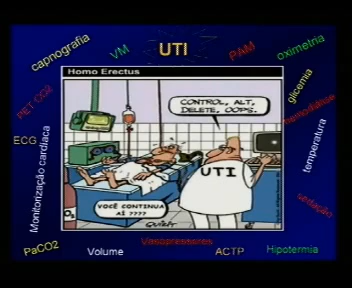 capnografia
VM
UTI
PAM
oximetria
Homo Erectus
PET CO2
glicemia
hemodiálise
CONTROL, ALT,
DELETE, OOPS.
ECG
temperatura
Monitorização cardíaca
UTI
VOCÊ CONTINUA
AÍ ????
sedação
PaCO2
Volume
Vasopressores
ACTP
Hipotermia